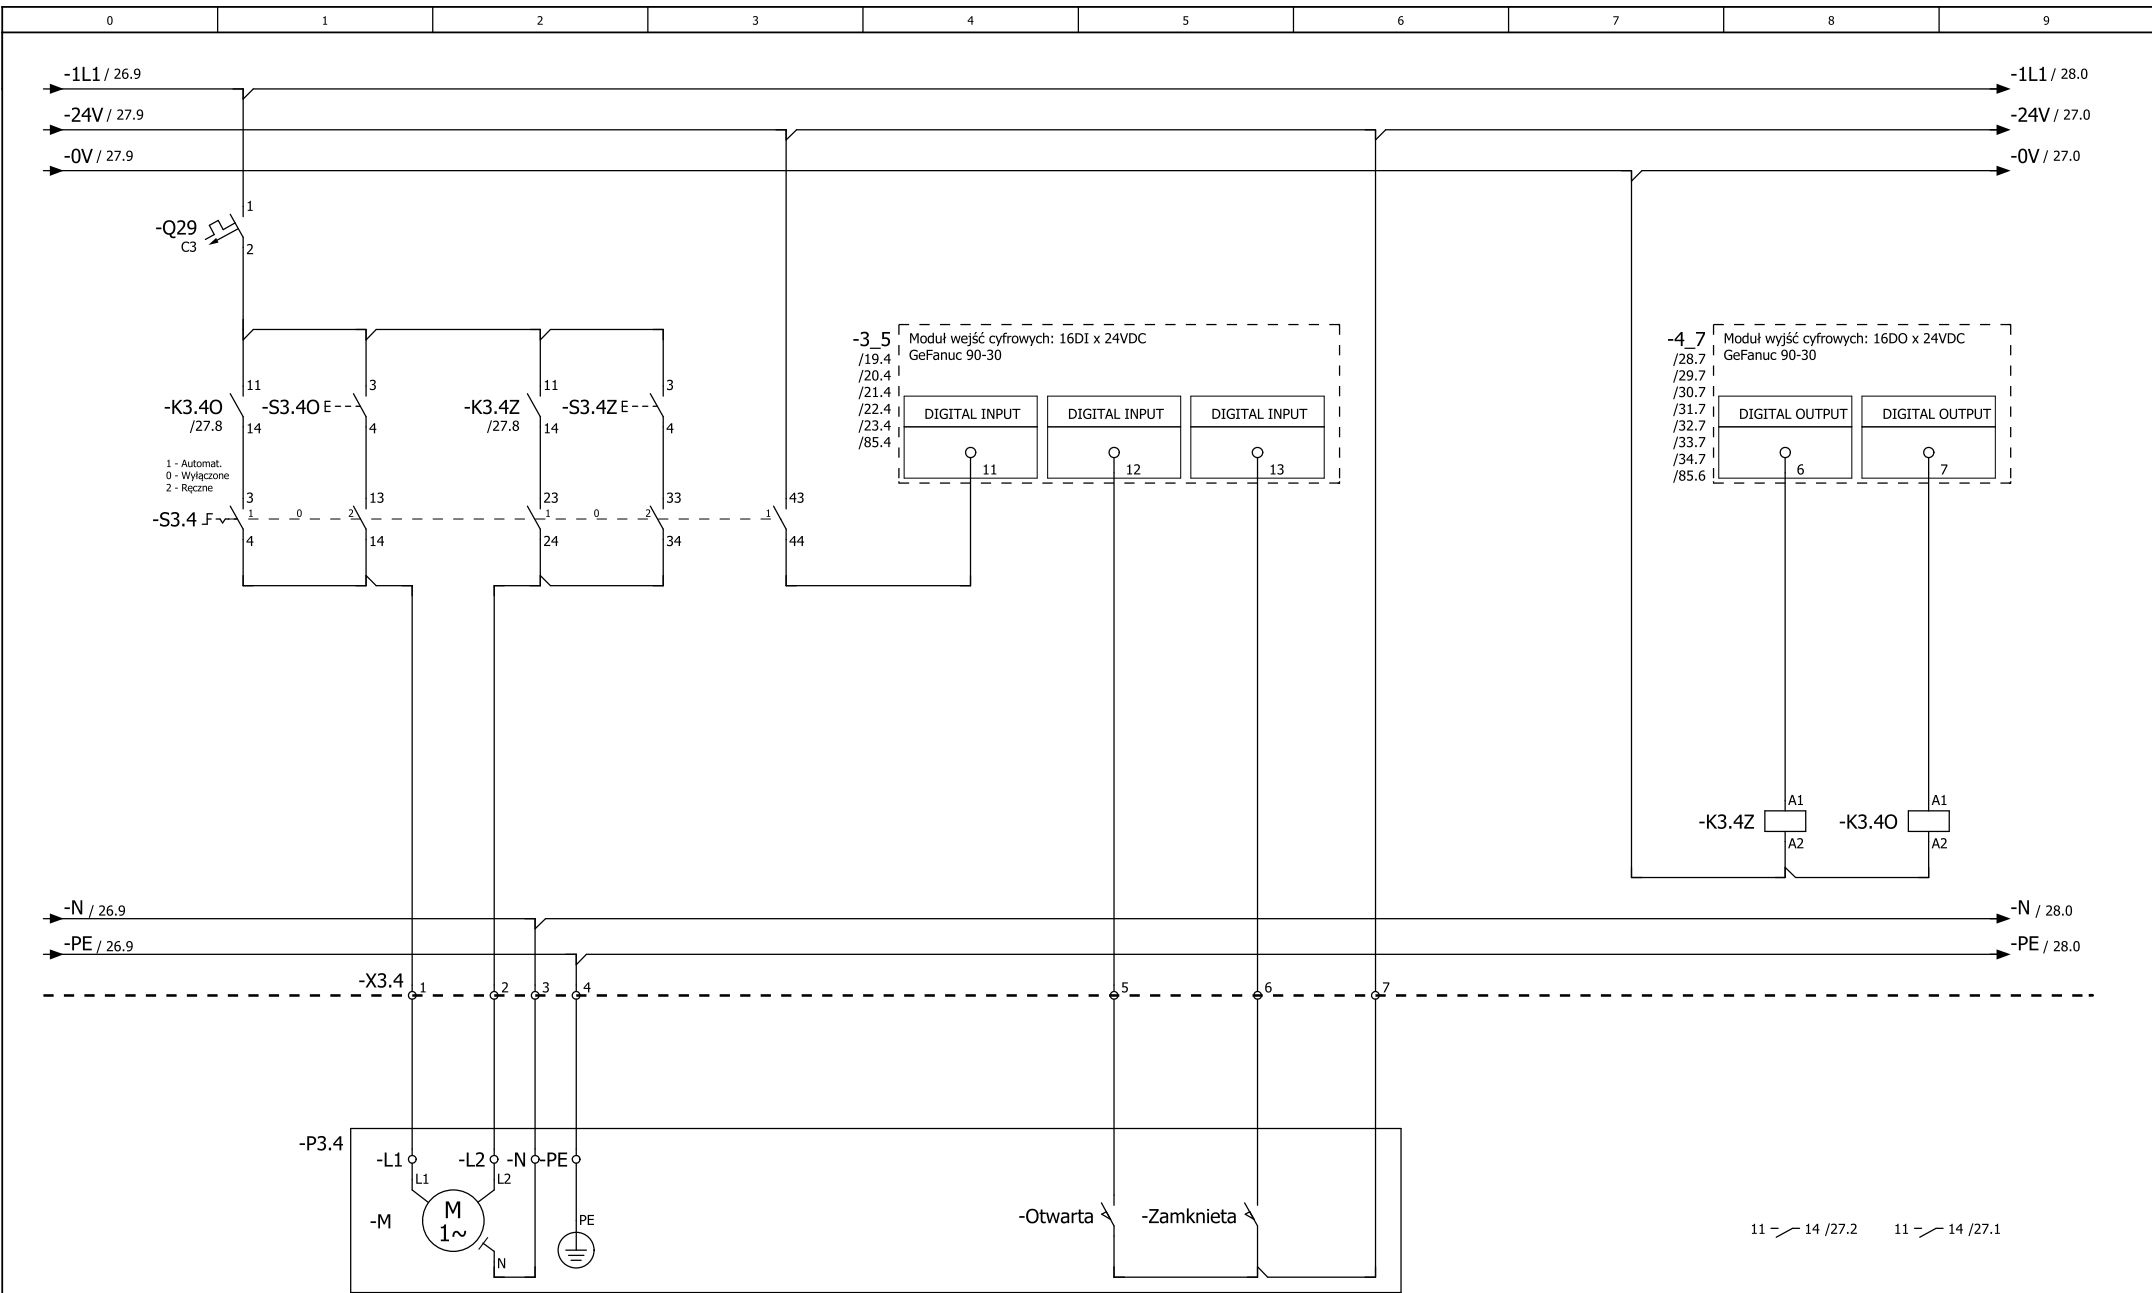 0 1 2 3 4 5 6 7 8 9
-1L1 / 26.9
-1L1 / 28.0
-24V / 27.9
-24V / 27.0
-0V / 27.9
-0V / 27.0
1
-Q29
C3
2
-3_5
/19.4
/20.4
/21.4
/22.4
/23.4
/85.4
Moduł wejść cyfrowych: 16DI x 24VDC
GeFanuc 90-30
DIGITAL INPUT
DIGITAL INPUT
DIGITAL INPUT
11
12
13
-4_7
/28.7
/29.7
/30.7
/31.7
/32.7
/33.7
/34.7
/85.6
Moduł wyjść cyfrowych: 16DO x 24VDC
GeFanuc 90-30
DIGITAL OUTPUT
DIGITAL OUTPUT
6
7
11
-K3.4O
/27.8
14
3
-S3.4O E
4
11
-K3.4Z
/27.8
14
3
-S3.4Z E
4
1 - Automat.
0 - Wyłączone
2 - Ręczne
3 13 23 33 43
-S3.4
1 0 2 1 0 2 1
4 14 24 34 44
A1
-K3.4Z
A2
A1
-K3.4O
A2
-N / 26.9
-N / 28.0
-PE / 26.9
-PE / 28.0
-X3.4
1 2 3 4 5 6 7
-P3.4
-L1 -L2 -N -PE
L1 L2
-M
M
1~
N
PE
-Otwarta
-Zamknieta
11 14 /27.2
11 14 /27.1